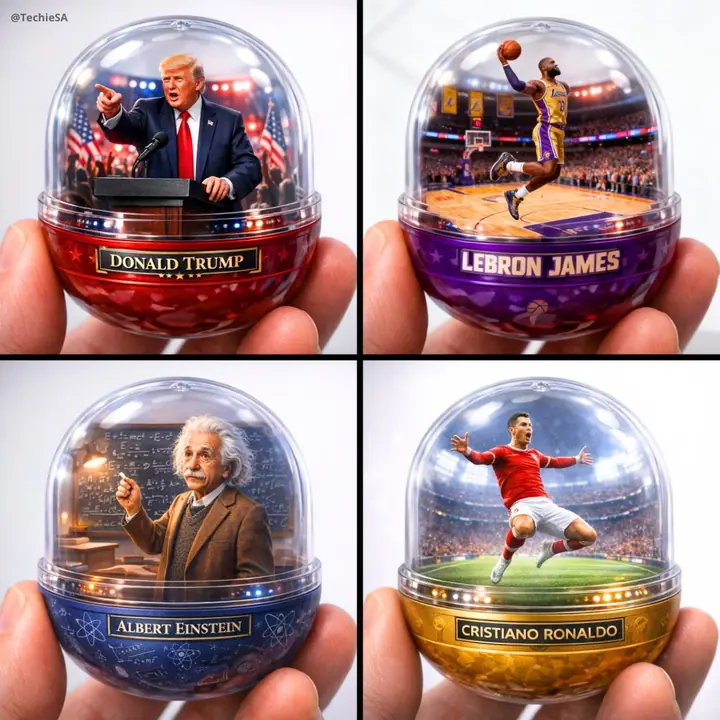 @TechieSA
DONALD TRUMP
LEBRON JAMES
ALBERT EINSTEIN
CRISTIANO RONALDO